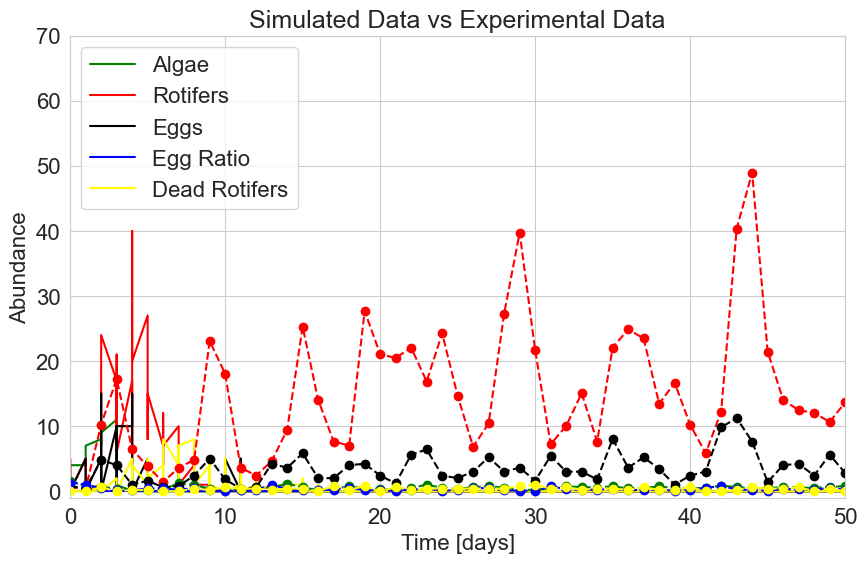 Simulated Data vs Experimental Data
Abundance
70
60
50
40
30
20
10
0
Algae
Rotifers
Eggs
Egg Ratio
Dead Rotifers
0 10 20 30 40 50
Time [days]